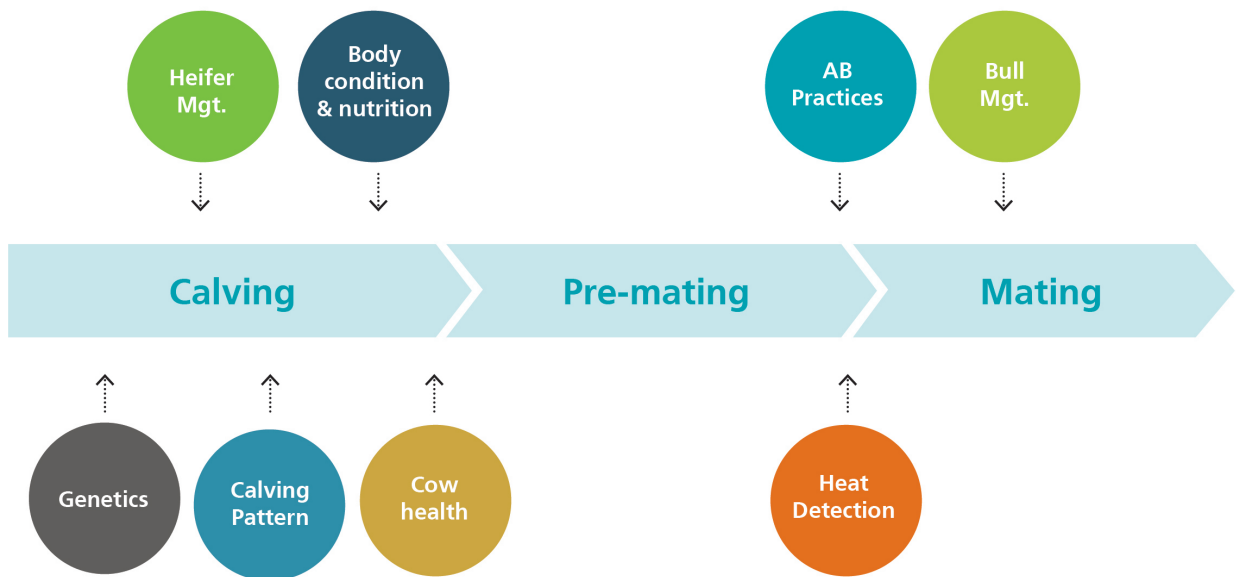 Heifer
Mgt.
Body
condition
& nutrition
AB
Practices
Bull
Mgt.
Calving
Pre-mating
Mating
Genetics
Calving
Pattern
Cow
health
Heat
Detection